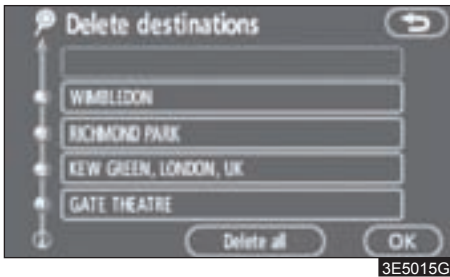 Delete destinations
WIMBLEDON
RICHMOND PARK
KEW GREEN, LONDON, UK
GATE THEATRE
Delete all
OK
3E5015G